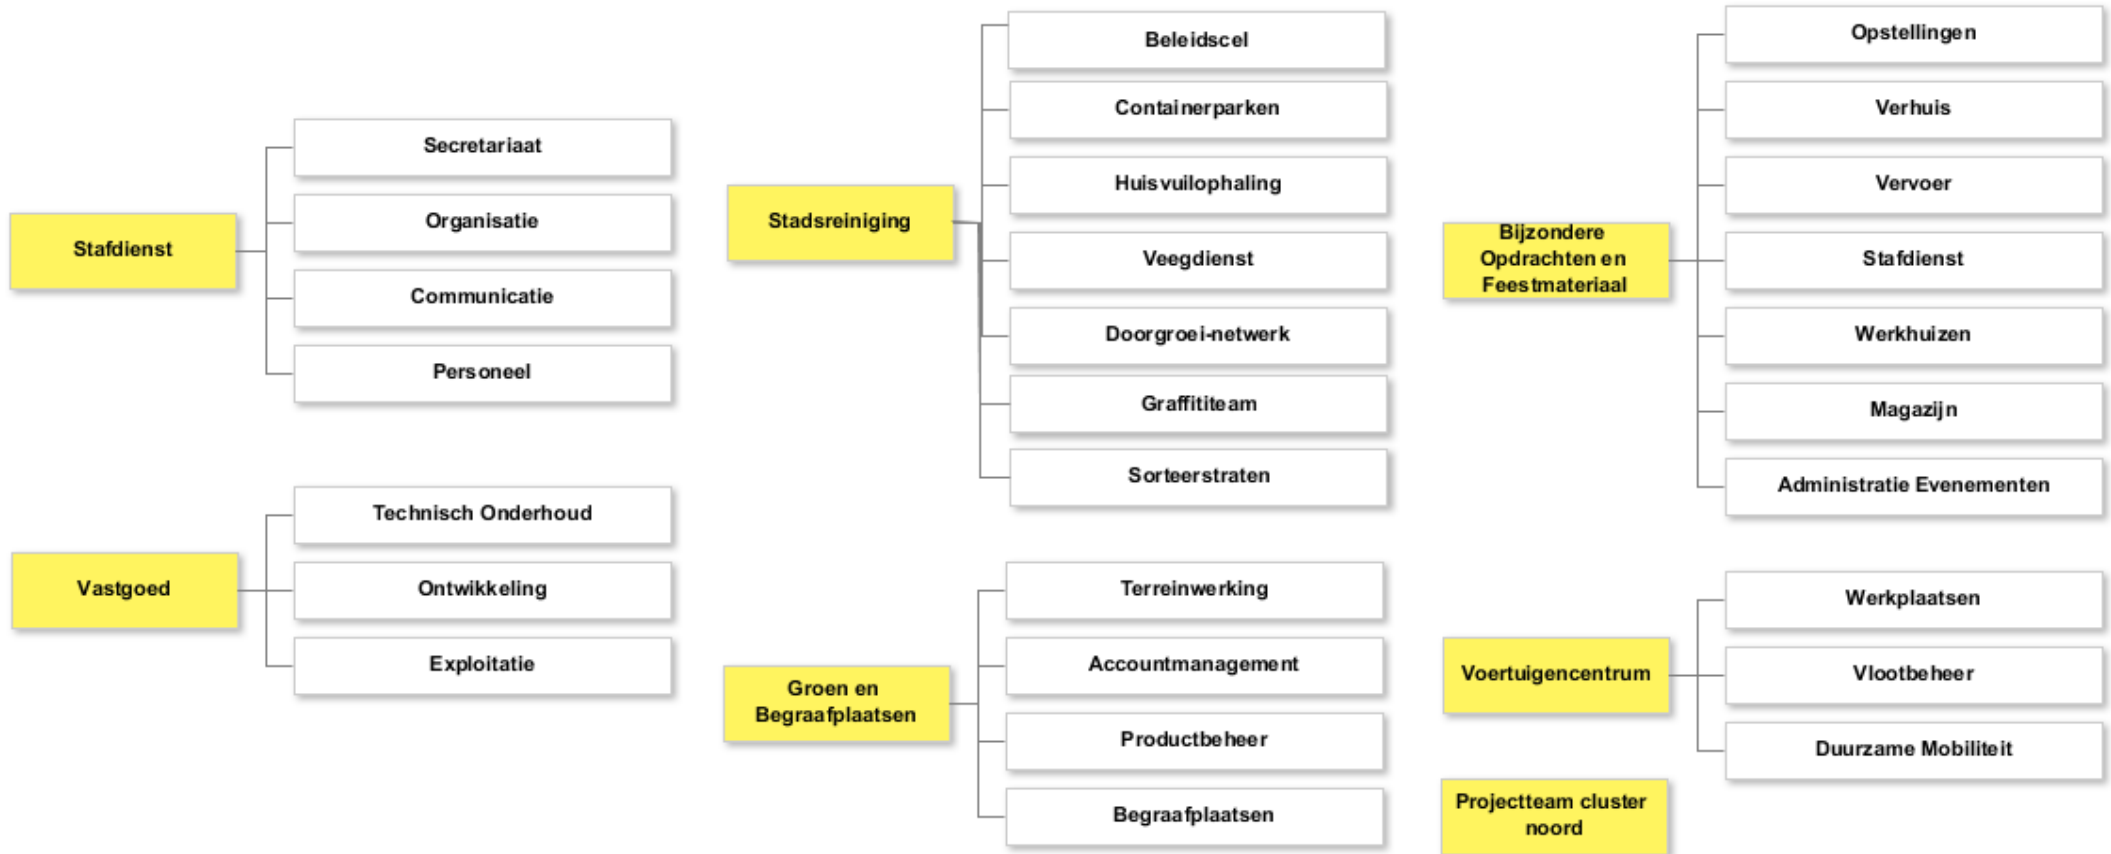 Stafdienst
Secretariaat
Organisatie
Communicatie
Personeel
Vastgoed
Technisch Onderhoud
Ontwikkeling
Exploitatie
Stadsreiniging
Beleidscel
Containerparken
Huisvuilophaling
Veegdienst
Doorgroei-netwerk
Graffititeam
Sorteerstraten
Groen en
Begraafplaatsen
Terreinwerking
Accountmanagement
Productbeheer
Begraafplaatsen
Bijzondere
Opdrachten en
Feestmateriaal
Opstellingen
Verhuis
Vervoer
Stafdienst
Werkhuizen
Magazijn
Administratie Evenementen
Voertuigencentrum
Werkplaatsen
Vlootbeheer
Duurzame Mobiliteit
Projectteam cluster
noord